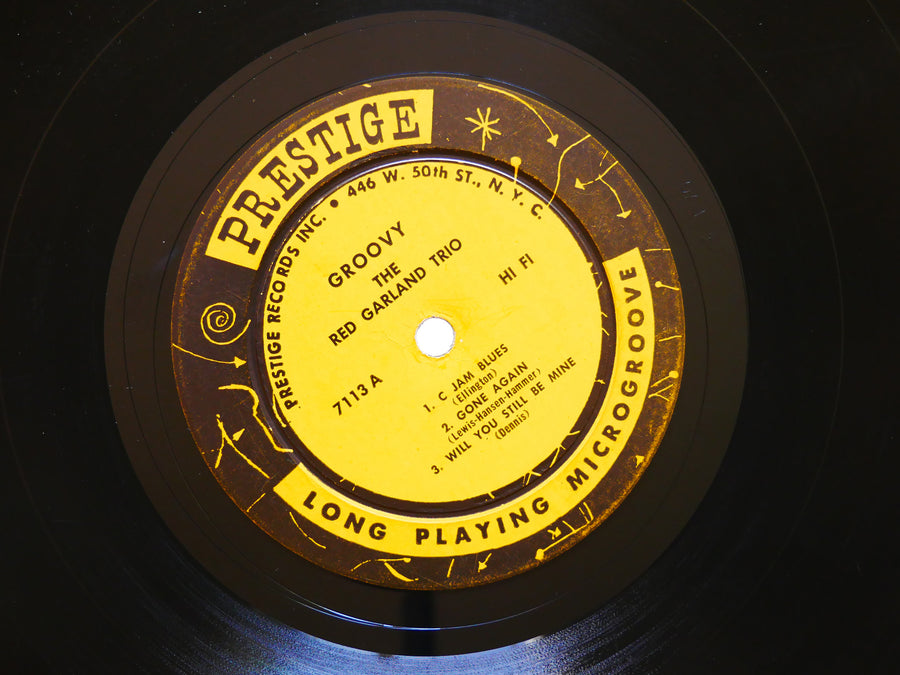 PRESTIGE
PRESTIGE RECORDS INC. • 446 W. 50th ST., N. Y. C.
GROOVY
THE
RED GARLAND TRIO
HI FI
7113 A
1. C JAM BLUES
(Ellington)
2. GONE AGAIN
(Lewis-Hansen-Hammer)
3. WILL YOU STILL BE MINE
(Dennis)
LONG PLAYING MICROGROOVE